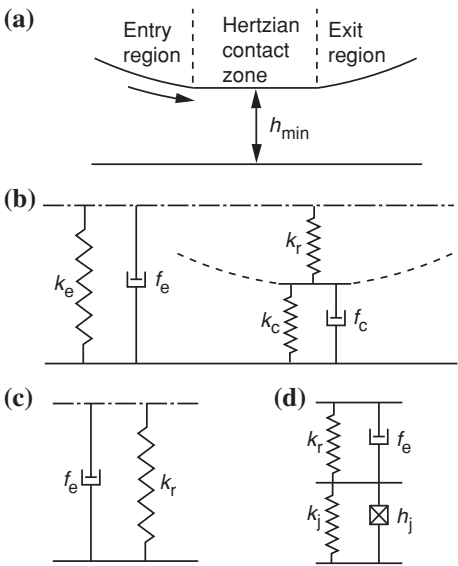 (a)
Entry
region
Hertzian
contact
zone
Exit
region
h_min
(b)
k_e
f_e
k_r
k_c
f_c
(c)
f_e
k_r
(d)
k_r
f_e
k_j
h_j